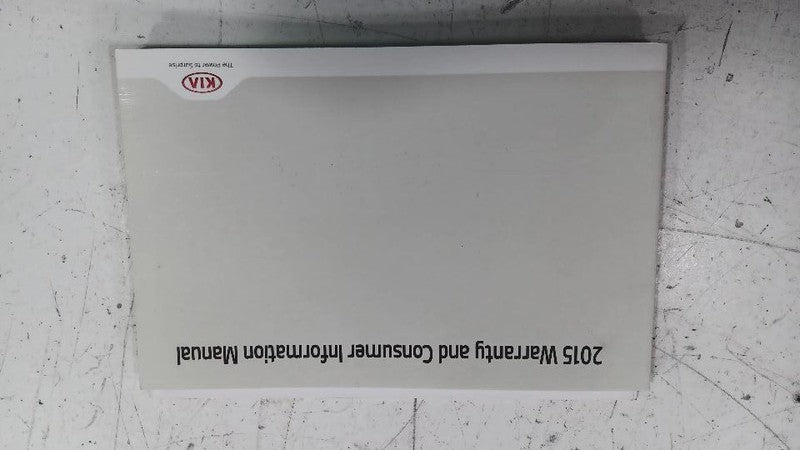 2015 Warranty and Consumer Information Manual
KIA
The Power to Surprise